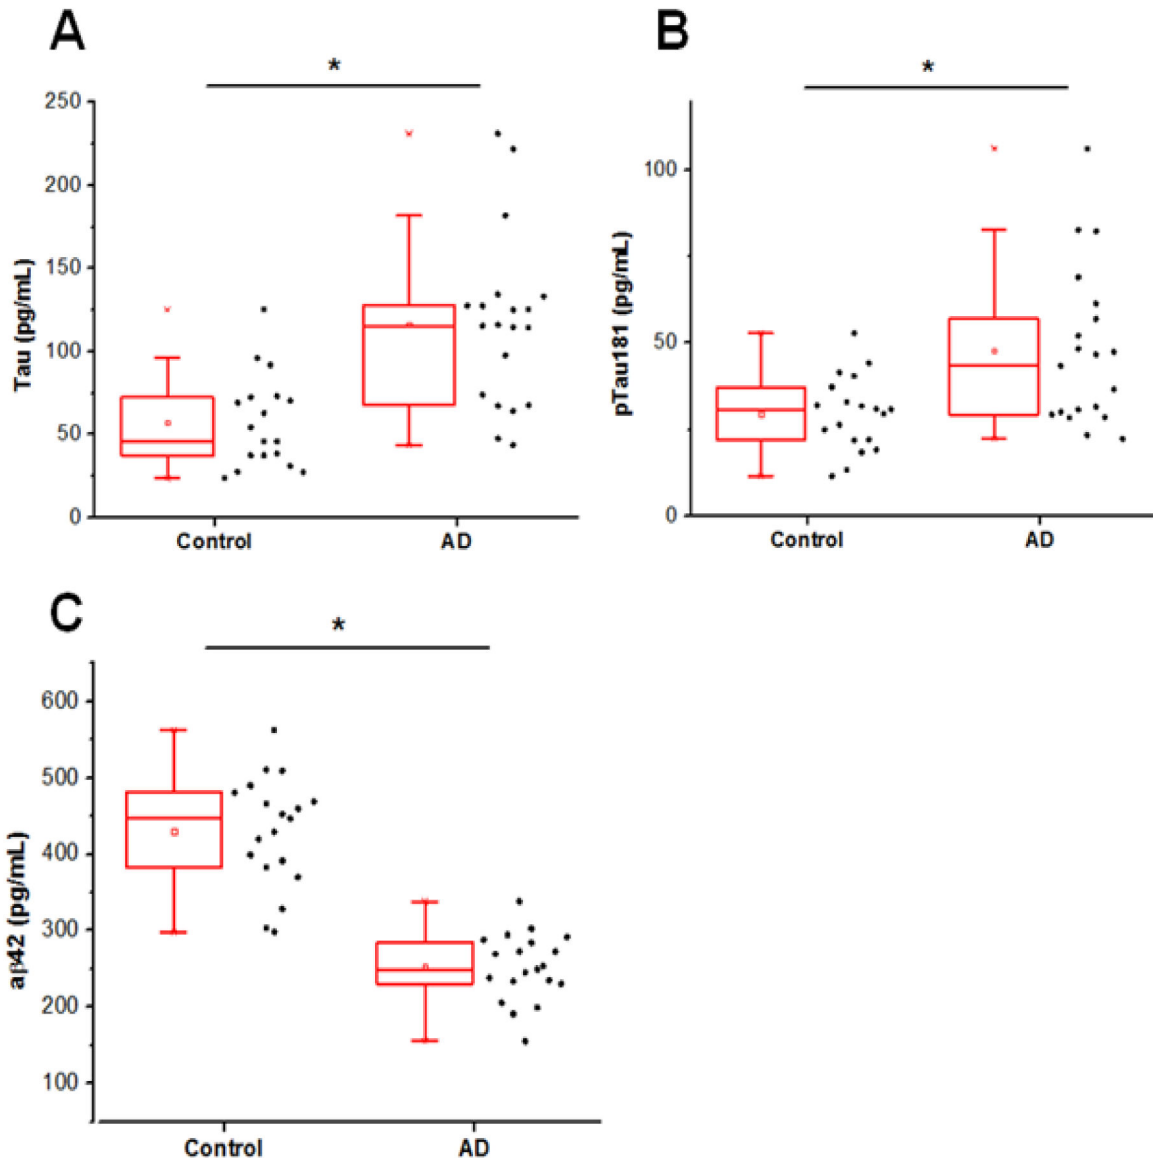 A
*
Tau (pg/mL)
250
200
150
100
50
0
Control
AD
B
*
pTau181 (pg/mL)
100
50
0
Control
AD
C
*
aβ42 (pg/mL)
600
500
400
300
200
100
Control
AD